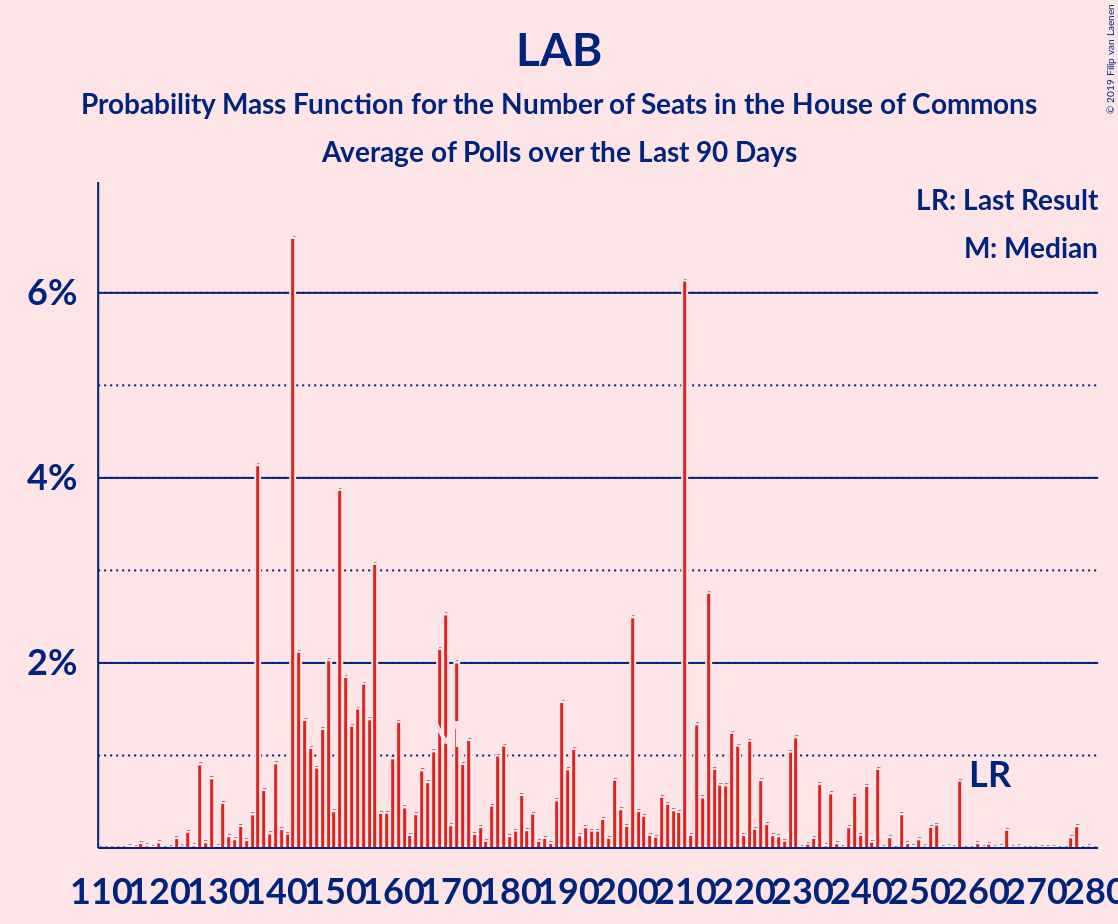 LAB
Probability Mass Function for the Number of Seats in the House of Commons
Average of Polls over the Last 90 Days
© 2019 Filip van Laenen
LR: Last Result
M: Median
6%
4%
2%
M
LR
110 120 130 140 150 160 170 180 190 200 210 220 230 240 250 260 270 280